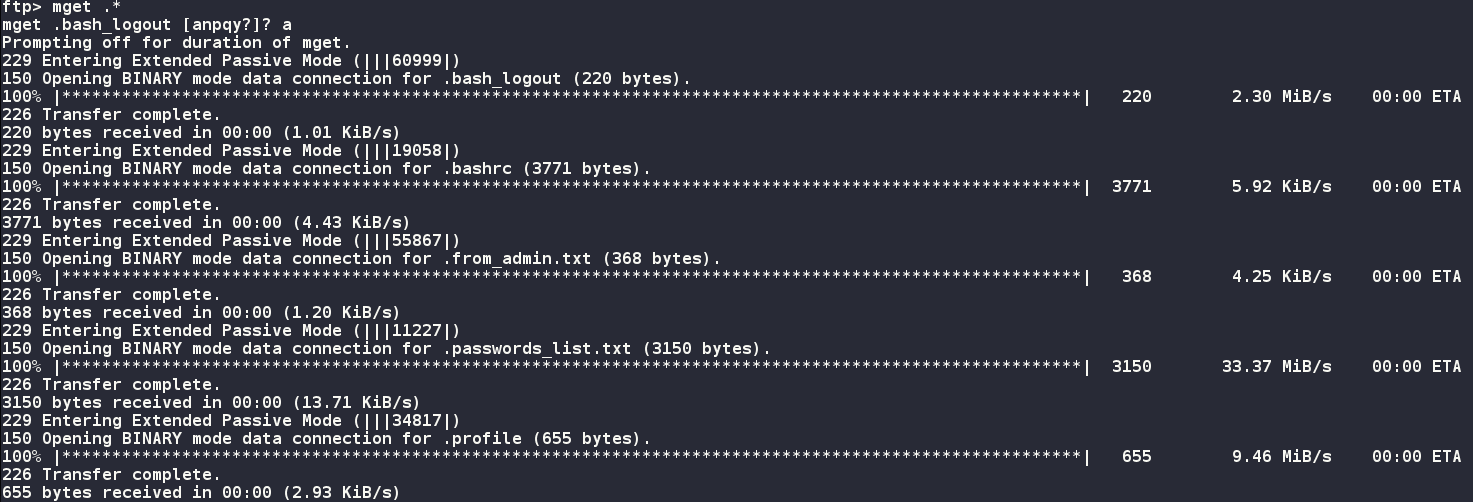 ftp> mget .*
mget .bash_logout [anpqy?]? a
Prompting off for duration of mget.
229 Entering Extended Passive Mode (|||60999|)
150 Opening BINARY mode data connection for .bash_logout (220 bytes).
100% |******************************************************************************************************| 220 2.30 MiB/s 00:00 ETA
226 Transfer complete.
220 bytes received in 00:00 (1.01 KiB/s)
229 Entering Extended Passive Mode (|||19058|)
150 Opening BINARY mode data connection for .bashrc (3771 bytes).
100% |******************************************************************************************************| 3771 5.92 KiB/s 00:00 ETA
226 Transfer complete.
3771 bytes received in 00:00 (4.43 KiB/s)
229 Entering Extended Passive Mode (|||55867|)
150 Opening BINARY mode data connection for .from_admin.txt (368 bytes).
100% |******************************************************************************************************| 368 4.25 KiB/s 00:00 ETA
226 Transfer complete.
368 bytes received in 00:00 (1.20 KiB/s)
229 Entering Extended Passive Mode (|||11227|)
150 Opening BINARY mode data connection for .passwords_list.txt (3150 bytes).
100% |******************************************************************************************************| 3150 33.37 MiB/s 00:00 ETA
226 Transfer complete.
3150 bytes received in 00:00 (13.71 KiB/s)
229 Entering Extended Passive Mode (|||34817|)
150 Opening BINARY mode data connection for .profile (655 bytes).
100% |******************************************************************************************************| 655 9.46 MiB/s 00:00 ETA
226 Transfer complete.
655 bytes received in 00:00 (2.93 KiB/s)